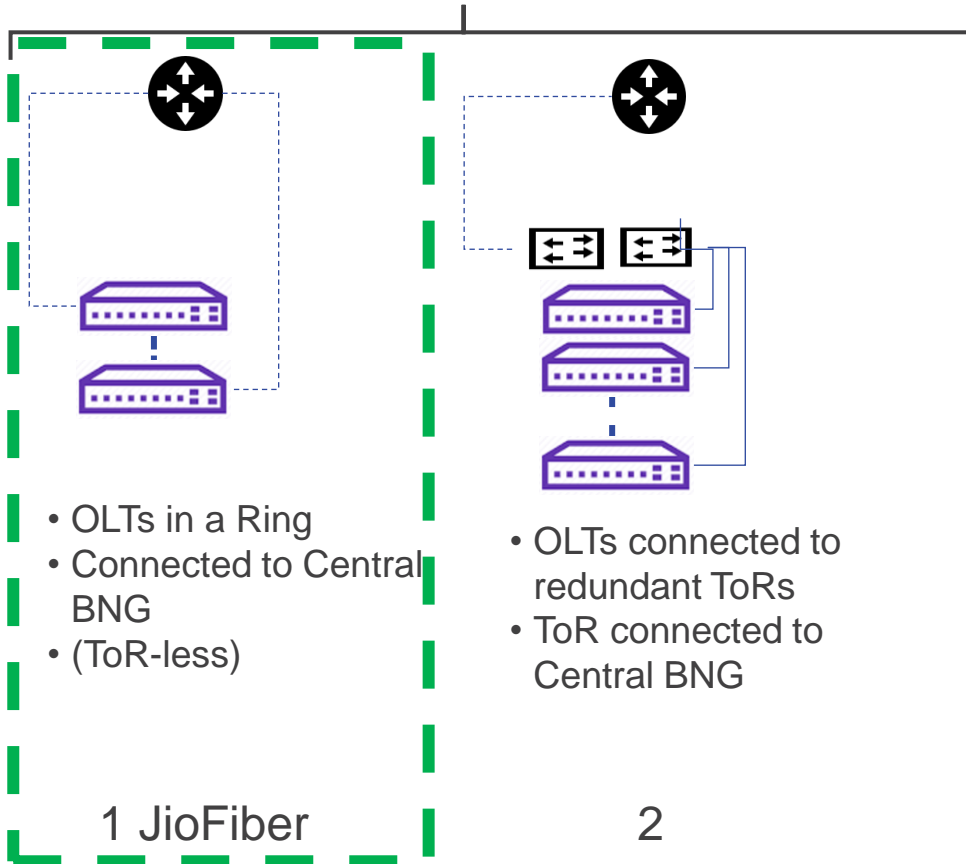 • OLTs in a Ring
• Connected to Central
BNG
• (ToR-less)
1 JioFiber
• OLTs connected to
redundant ToRs
• ToR connected to
Central BNG
2